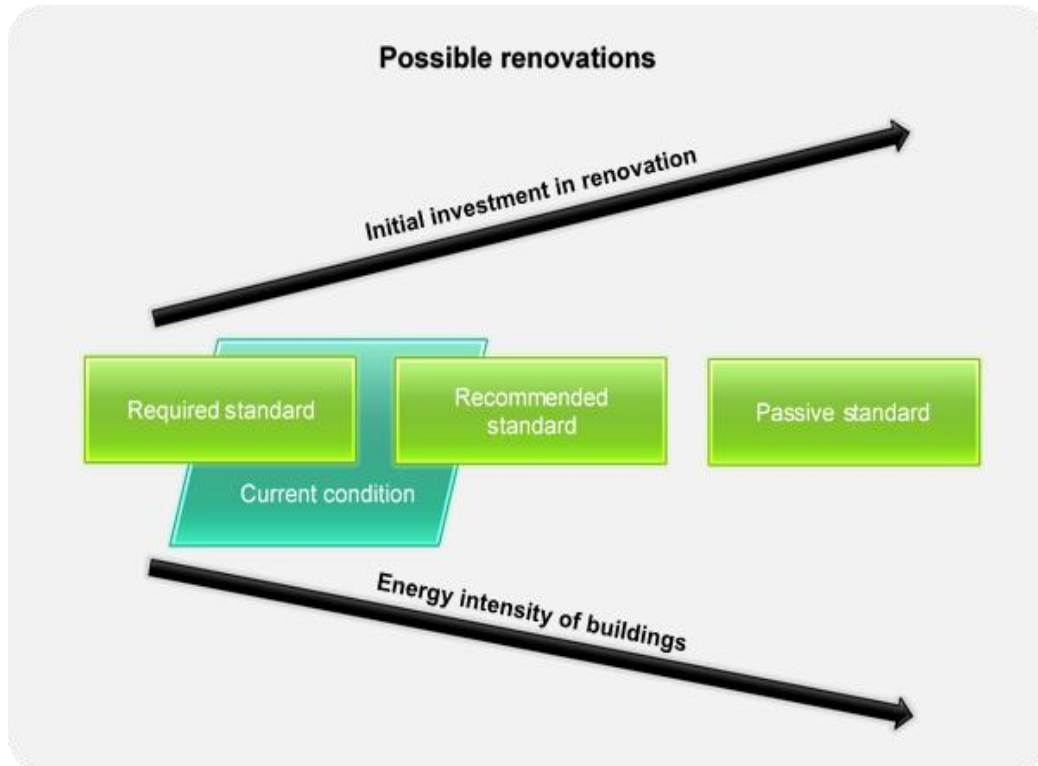 Possible renovations
Initial investment in renovation
Required standard
Recommended
standard
Passive standard
Current condition
Energy intensity of buildings